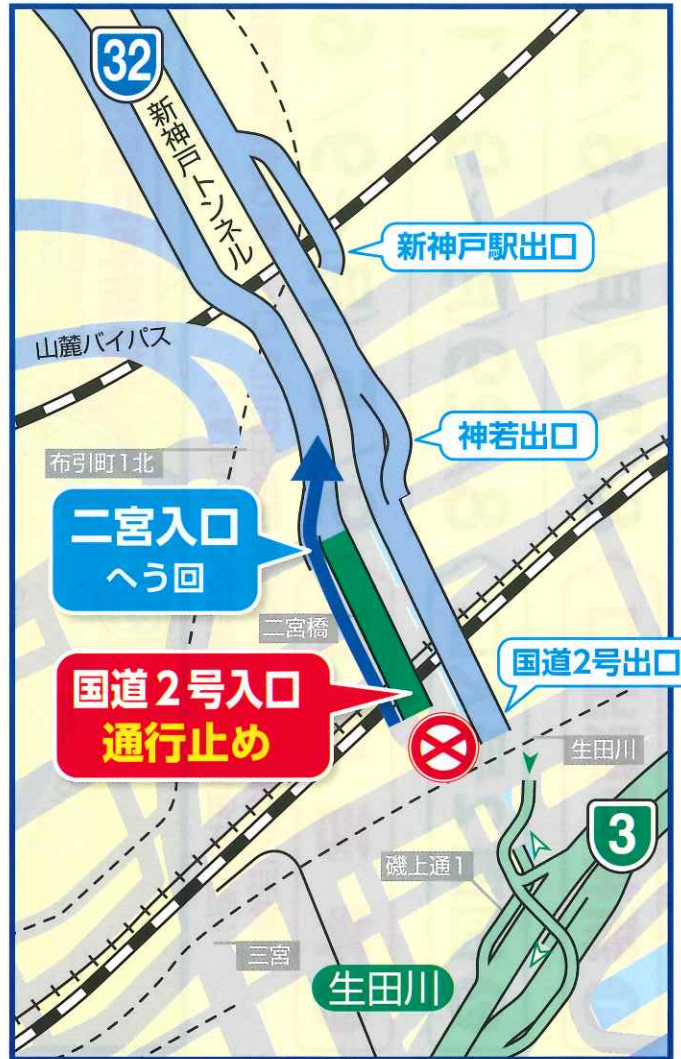 32
新神戸トンネル
新神戸駅出口
山麓バイパス
神若出口
布引町1北
二宮入口
へう回
二宮橋
国道2号出口
国道2号入口
通行止め
生田川
3
磯上通1
三宮
生田川